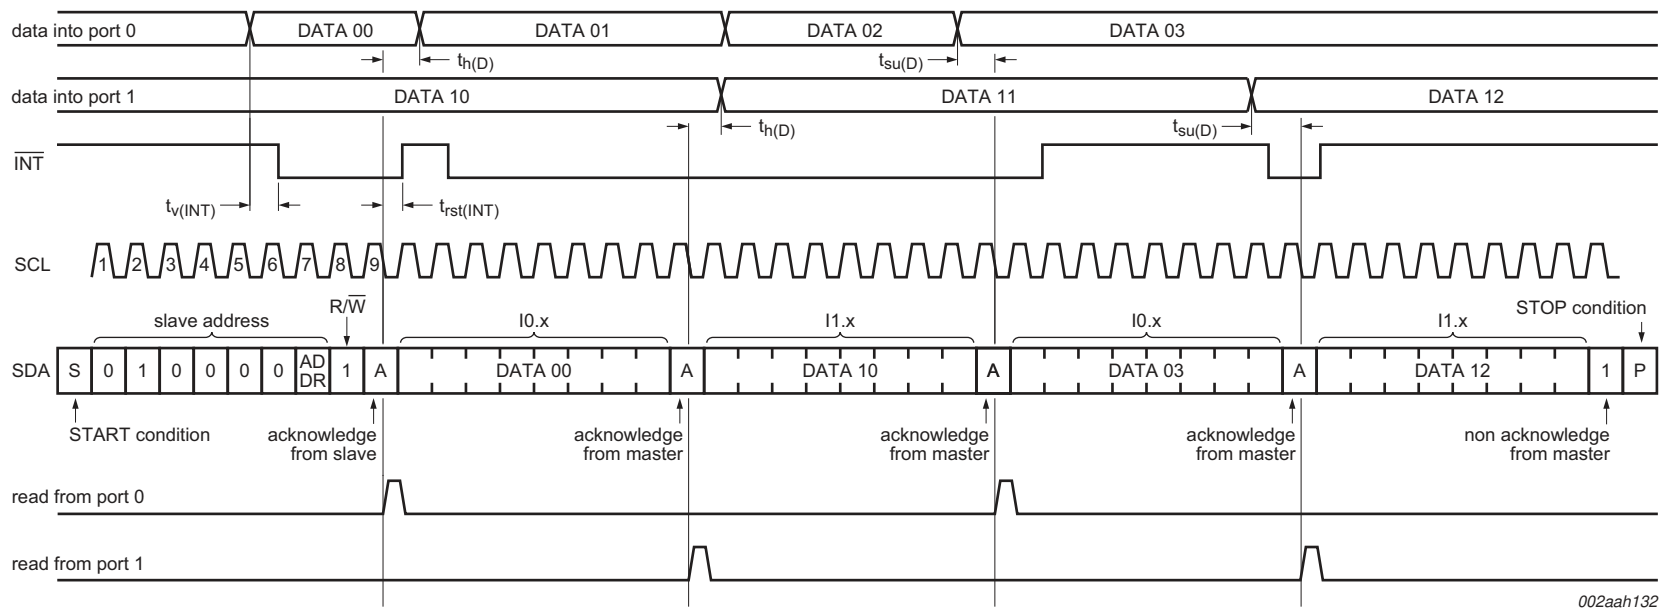 data into port 0
DATA 00
DATA 01
DATA 02
DATA 03
th(D)
tsu(D)
data into port 1
DATA 10
DATA 11
DATA 12
th(D)
tsu(D)
INT
tv(INT)
trst(INT)
SCL
1 2 3 4 5 6 7 8 9
R/W
STOP condition
slave address
I0.x
I1.x
I0.x
I1.x
SDA
S 0 1 0 0 0 0 AD DR 1 A DATA 00 A DATA 10 A DATA 03 A DATA 12 1 P
START condition
acknowledge
from slave
acknowledge
from master
acknowledge
from master
acknowledge
from master
non acknowledge
from master
read from port 0
read from port 1
002aah132